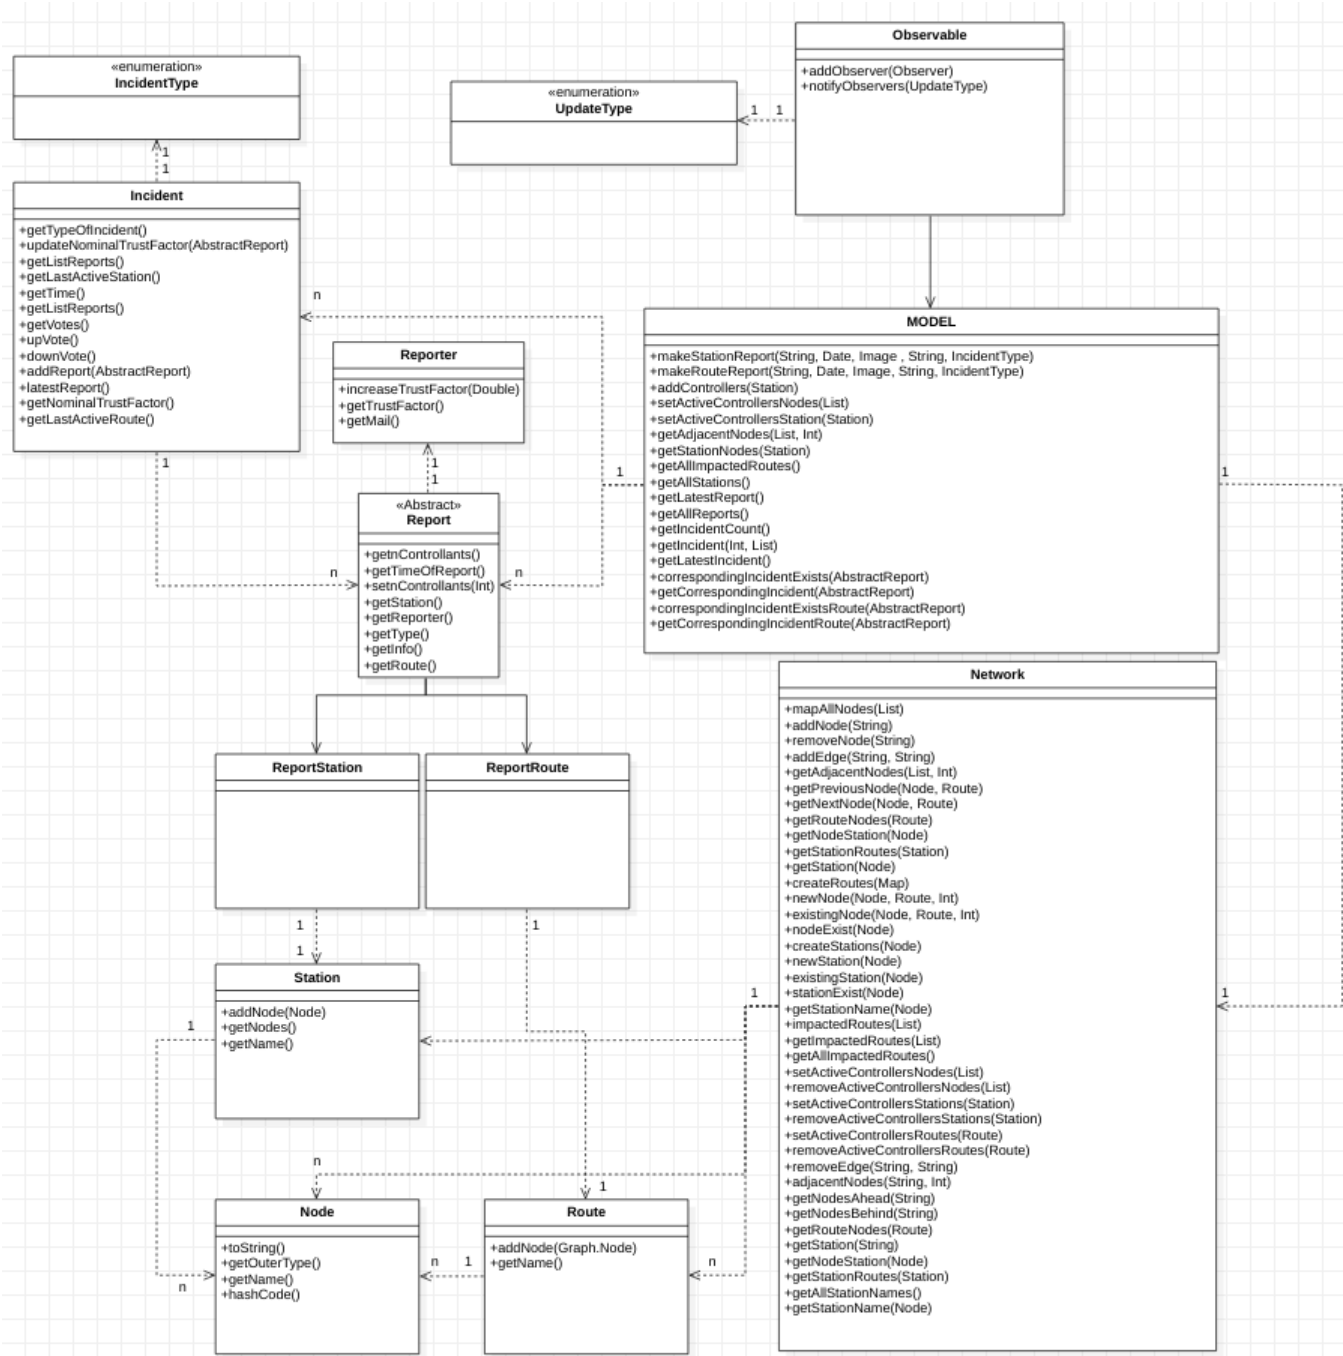 Observable
+addObserver(Observer)
+notifyObservers(UpdateType)
«enumeration»
IncidentType
«enumeration»
UpdateType
1 1
1
1
Incident
+getTypeOfIncident()
+updateNominalTrustFactor(AbstractReport)
+getListReports()
+getLastActiveStation()
+getTime()
+getListReports()
+getVotes()
+upVote()
+downVote()
+addReport(AbstractReport)
+latestReport()
+getNominalTrustFactor()
+getLastActiveRoute()
n
MODEL
+makeStationReport(String, Date, Image , String, IncidentType)
+makeRouteReport(String, Date, Image, String, IncidentType)
+addControllers(Station)
+setActiveControllersNodes(List)
+setActiveControllersStation(Station)
+getAdjacentNodes(List, Int)
+getStationNodes(Station)
+getAllImpactedRoutes()
+getAllStations()
+getLatestReport()
+getAllReports()
+getIncidentCount()
+getIncident(Int, List)
+getLatestIncident()
+correspondingIncidentExists(AbstractReport)
+getCorrespondingIncident(AbstractReport)
+correspondingIncidentExistsRoute(AbstractReport)
+getCorrespondingIncidentRoute(AbstractReport)
Reporter
+increaseTrustFactor(Double)
+getTrustFactor()
+getMail()
1
1
1
1
1
«Abstract»
Report
+getnControllants()
+getTimeOfReport()
+setnControllants(Int)
+getStation()
+getReporter()
+getType()
+getInfo()
+getRoute()
n
n
ReportStation
ReportRoute
1
1
1
Station
+addNode(Node)
+getNodes()
+getName()
1
Network
+mapAllNodes(List)
+addNode(String)
+removeNode(String)
+addEdge(String, String)
+getAdjacentNodes(List, Int)
+getPreviousNode(Node, Route)
+getNextNode(Node, Route)
+getRouteNodes(Route)
+getNodeStation(Node)
+getStationRoutes(Station)
+getStation(Node)
+createRoutes(Map)
+newNode(Node, Route, Int)
+existingNode(Node, Route, Int)
+nodeExist(Node)
+createStations(Node)
+newStation(Node)
+existingStation(Node)
+stationExist(Node)
+getStationName(Node)
+impactedRoutes(List)
+getImpactedRoutes(List)
+getAllImpactedRoutes()
+setActiveControllersNodes(List)
+removeActiveControllersNodes(List)
+setActiveControllersStations(Station)
+removeActiveControllersStations(Station)
+setActiveControllersRoutes(Route)
+removeActiveControllersRoutes(Route)
+removeEdge(String, String)
+adjacentNodes(String, Int)
+getNodesAhead(String)
+getNodesBehind(String)
+getRouteNodes(Route)
+getStation(String)
+getNodeStation(Node)
+getStationRoutes(Station)
+getAllStationNames()
+getStationName(Node)
1
1
n
1
Node
+toString()
+getOuterType()
+getName()
+hashCode()
n
Route
+addNode(Graph.Node)
+getName()
n 1
n